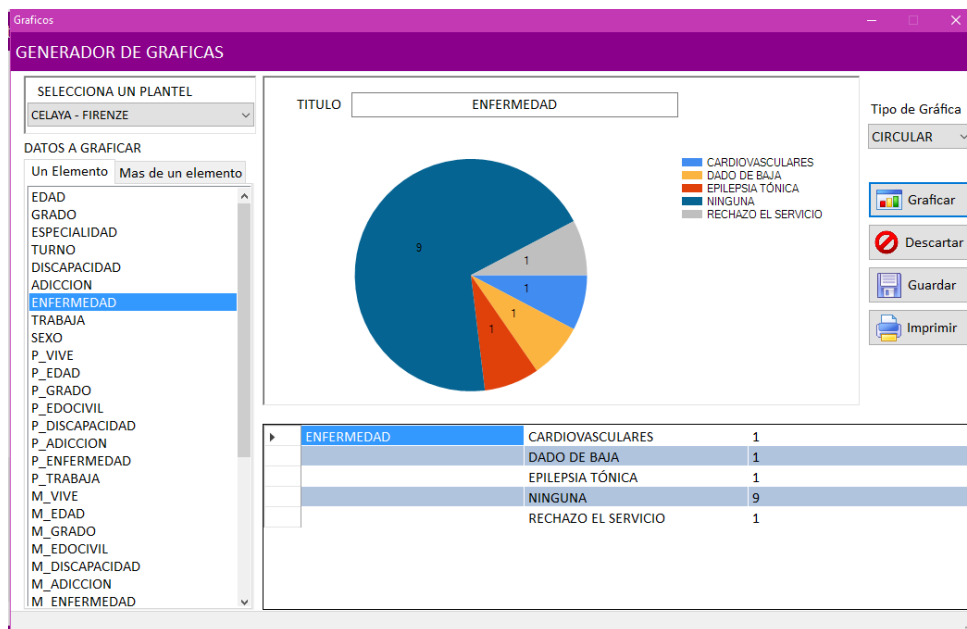 Graficos
GENERADOR DE GRAFICAS
SELECCIONA UN PLANTEL
CELAYA - FIRENZE
DATOS A GRAFICAR
Un Elemento
Mas de un elemento
EDAD
GRADO
ESPECIALIDAD
TURNO
DISCAPACIDAD
ADICCION
ENFERMEDAD
TRABAJA
SEXO
P_VIVE
P_EDAD
P_GRADO
P_EDOCIVIL
P_DISCAPACIDAD
P_ADICCION
P_ENFERMEDAD
P_TRABAJA
M_VIVE
M_EDAD
M_GRADO
M_EDOCIVIL
M_DISCAPACIDAD
M_ADICCION
M_ENFERMEDAD
TITULO ENFERMEDAD
9
1
1
1
1
CARDIOVASCULARES
DADO DE BAJA
EPILEPSIA TÓNICA
NINGUNA
RECHAZO EL SERVICIO
Tipo de Gráfica
CIRCULAR
Graficar
Descartar
Guardar
Imprimir
ENFERMEDAD CARDIOVASCULARES 1
DADO DE BAJA 1
EPILEPSIA TÓNICA 1
NINGUNA 9
RECHAZO EL SERVICIO 1